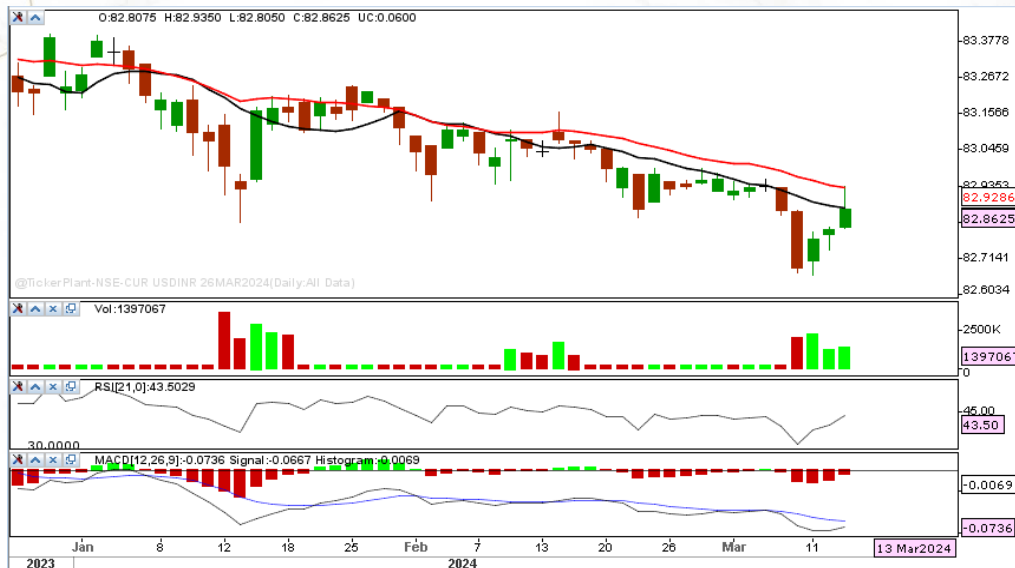 O:82.8075 H:82.9350 L:82.8050 C:82.8625 UC:0.0600
83.3778
83.2672
83.1566
83.0459
82.9353
82.9286
82.8625
82.7141
82.6034
@TickerPlant-NSE-CUR USDINR 26MAR2024(Daily:All Data)
Vol:1397067
2500K
1397067
0
RSI[21,0]:43.5029
45.00
43.50
30.0000
MACD[12,26,9]:-0.0736 Signal:-0.0667 Histogram:-0.0069
-0.0069
-0.0736
Jan 8 12 18 25 Feb 7 13 20 26 Mar 11 13 Mar2024
2023 2024